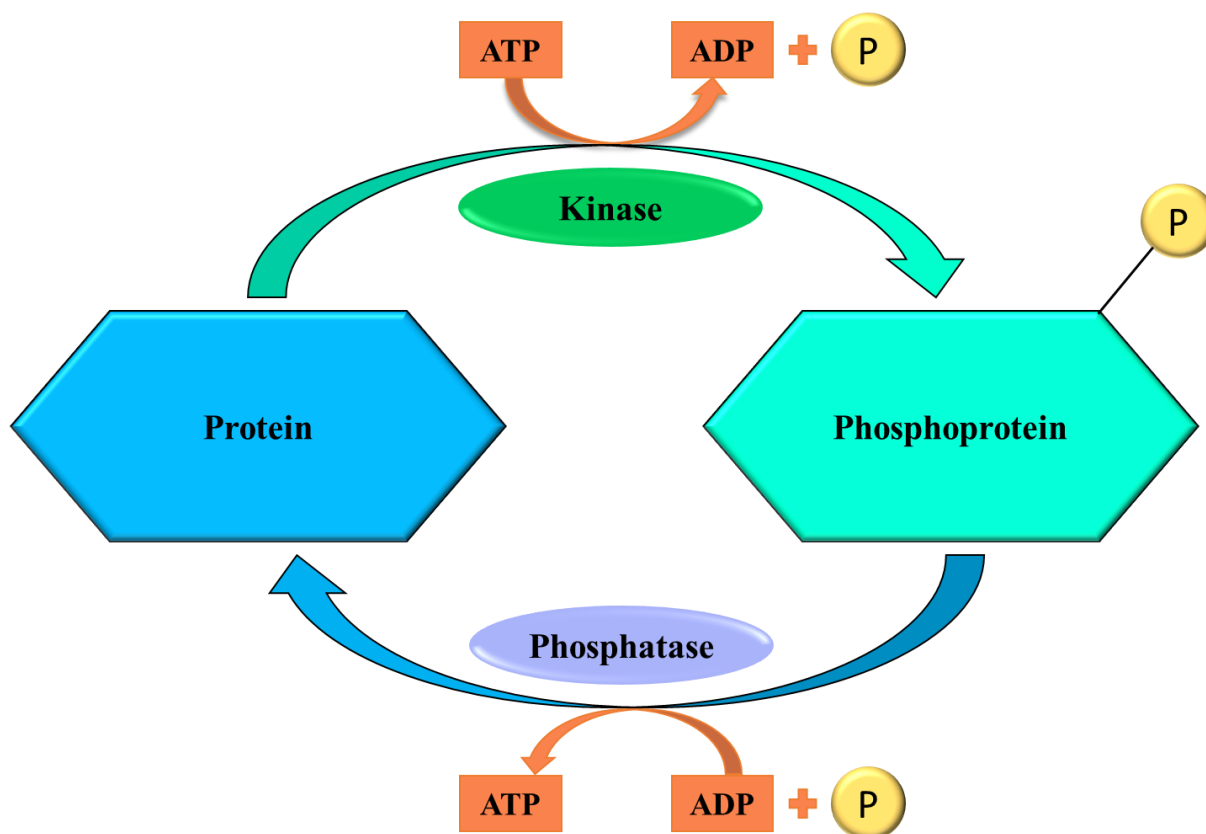 ATP ADP + P
Kinase
P
Protein Phosphoprotein
Phosphatase
ATP ADP + P